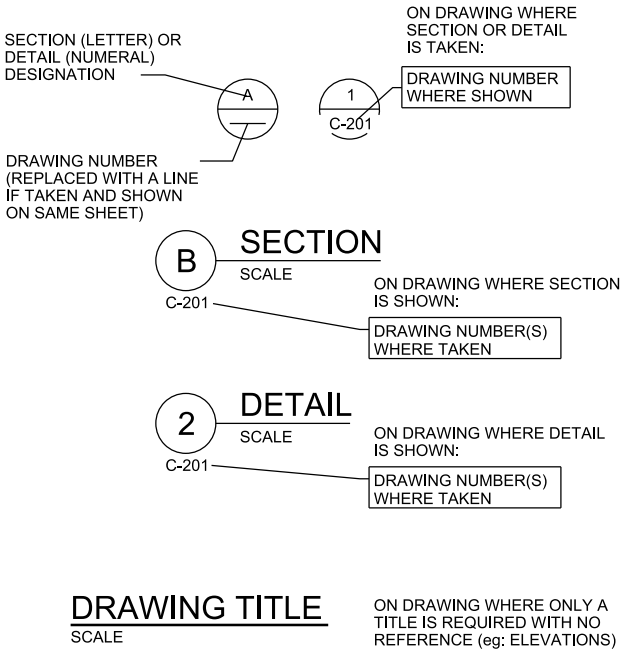 ON DRAWING WHERE
SECTION OR DETAIL
IS TAKEN:
SECTION (LETTER) OR
DETAIL (NUMERAL)
DESIGNATION
A
1
C-201
DRAWING NUMBER
WHERE SHOWN
DRAWING NUMBER
(REPLACED WITH A LINE
IF TAKEN AND SHOWN
ON SAME SHEET)
B
SECTION
SCALE
C-201
ON DRAWING WHERE SECTION
IS SHOWN:
DRAWING NUMBER(S)
WHERE TAKEN
2
DETAIL
SCALE
C-201
ON DRAWING WHERE DETAIL
IS SHOWN:
DRAWING NUMBER(S)
WHERE TAKEN
DRAWING TITLE
SCALE
ON DRAWING WHERE ONLY A
TITLE IS REQUIRED WITH NO
REFERENCE (eg: ELEVATIONS)